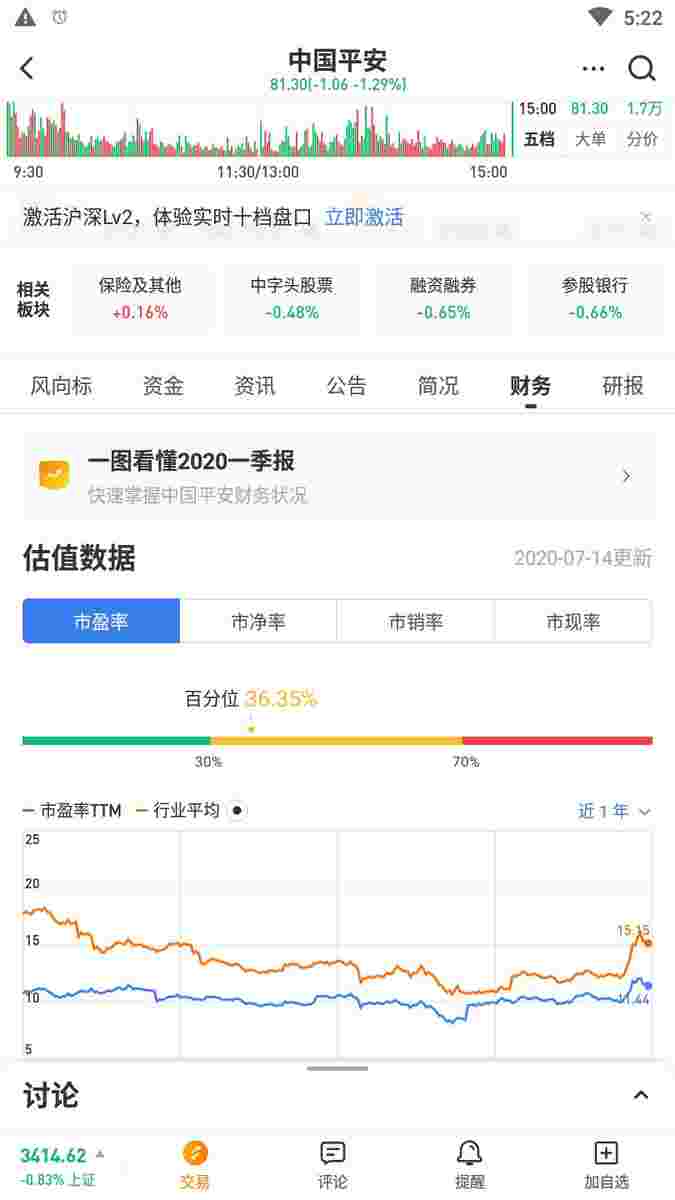 5:22
中国平安
81.30(-1.06 -1.29%)
15:00 81.30 1.7万
五档 大单 分价
9:30 11:30/13:00 15:00
激活沪深Lv2，体验实时十档盘口 立即激活
相关板块
保险及其他 中字头股票 融资融券 参股银行
+0.16% -0.48% -0.65% -0.66%
风向标 资金 资讯 公告 简况 财务 研报
一图看懂2020一季报
快速掌握中国平安财务状况
估值数据 2020-07-14更新
市盈率 市净率 市销率 市现率
百分位 36.35%
30% 70%
市盈率TTM 行业平均 近1年
25
20
15
15.15
10
11.44
5
讨论
3414.62
-0.83% 上证
交易 评论 提醒 加自选